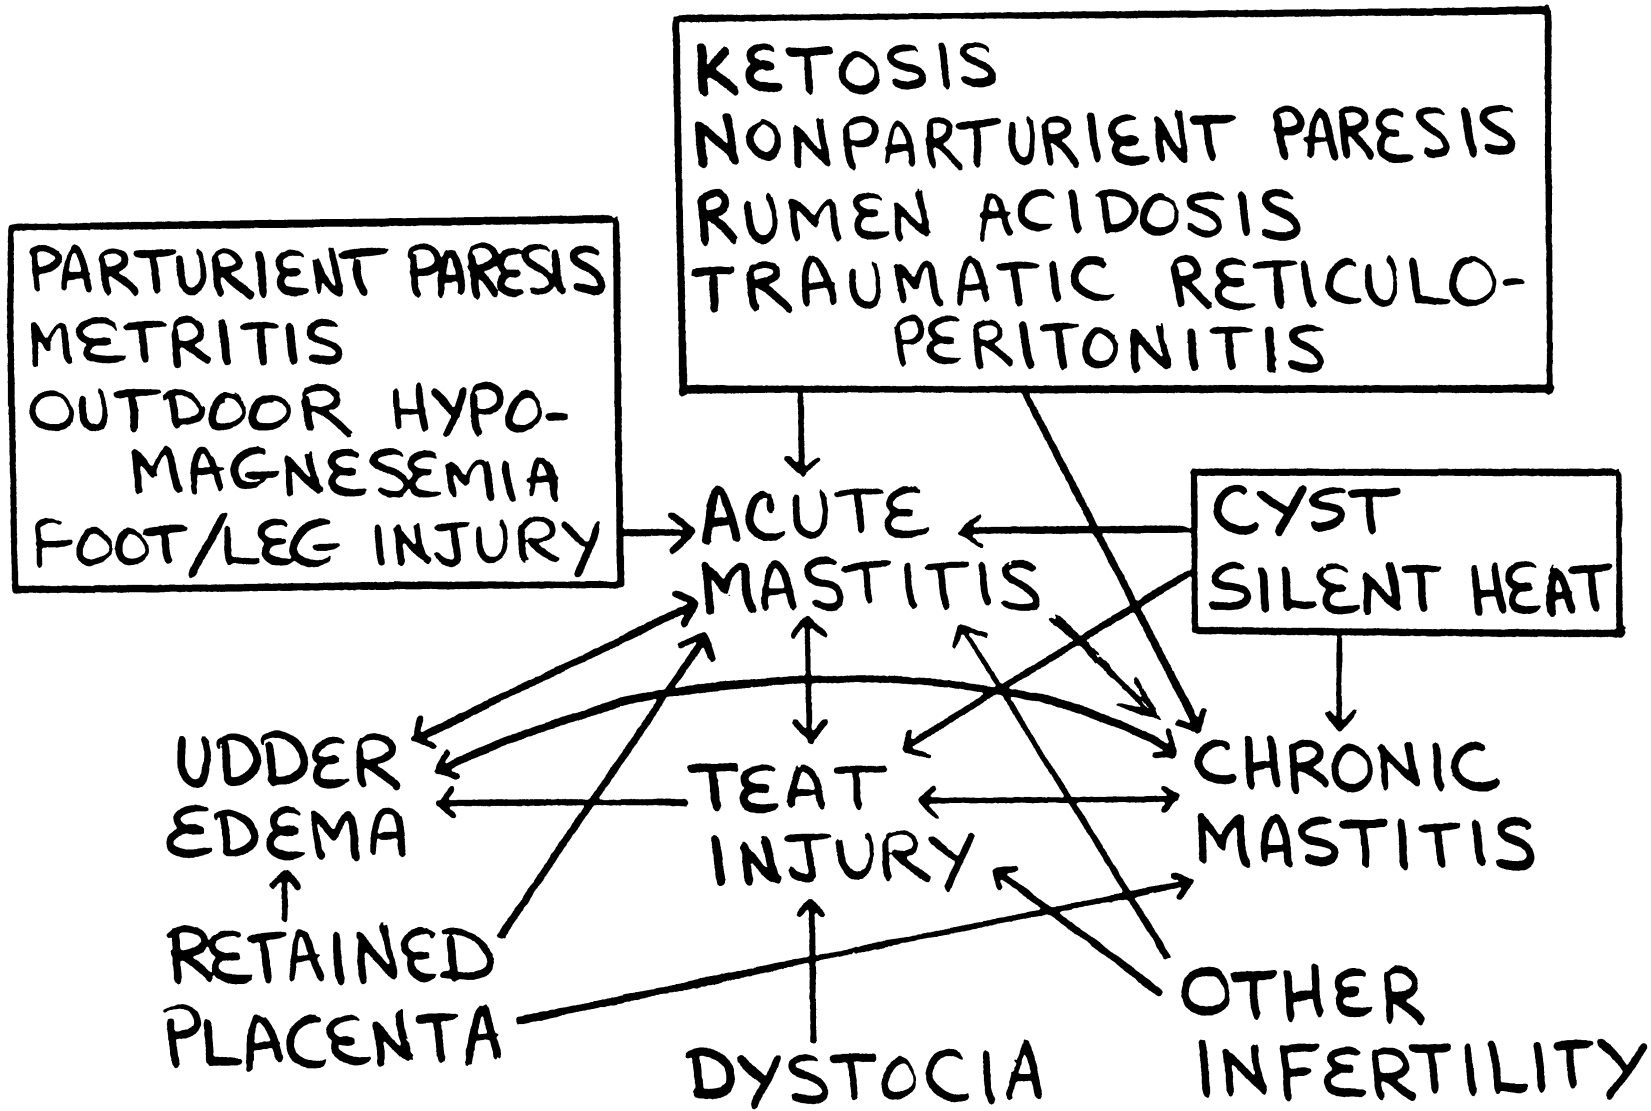 KETOSIS
NONPARTURIENT PARESIS
RUMEN ACIDOSIS
TRAUMATIC RETICULO-
PERITONITIS
PARTURIENT PARESIS
METRITIS
OUTDOOR HYPO-
MAGNESEMIA
FOOT/LEG INJURY
ACUTE
MASTITIS
CYST
SILENT HEAT
UDDER
EDEMA
TEAT
INJURY
CHRONIC
MASTITIS
RETAINED
PLACENTA
DYSTOCIA
OTHER
INFERTILITY